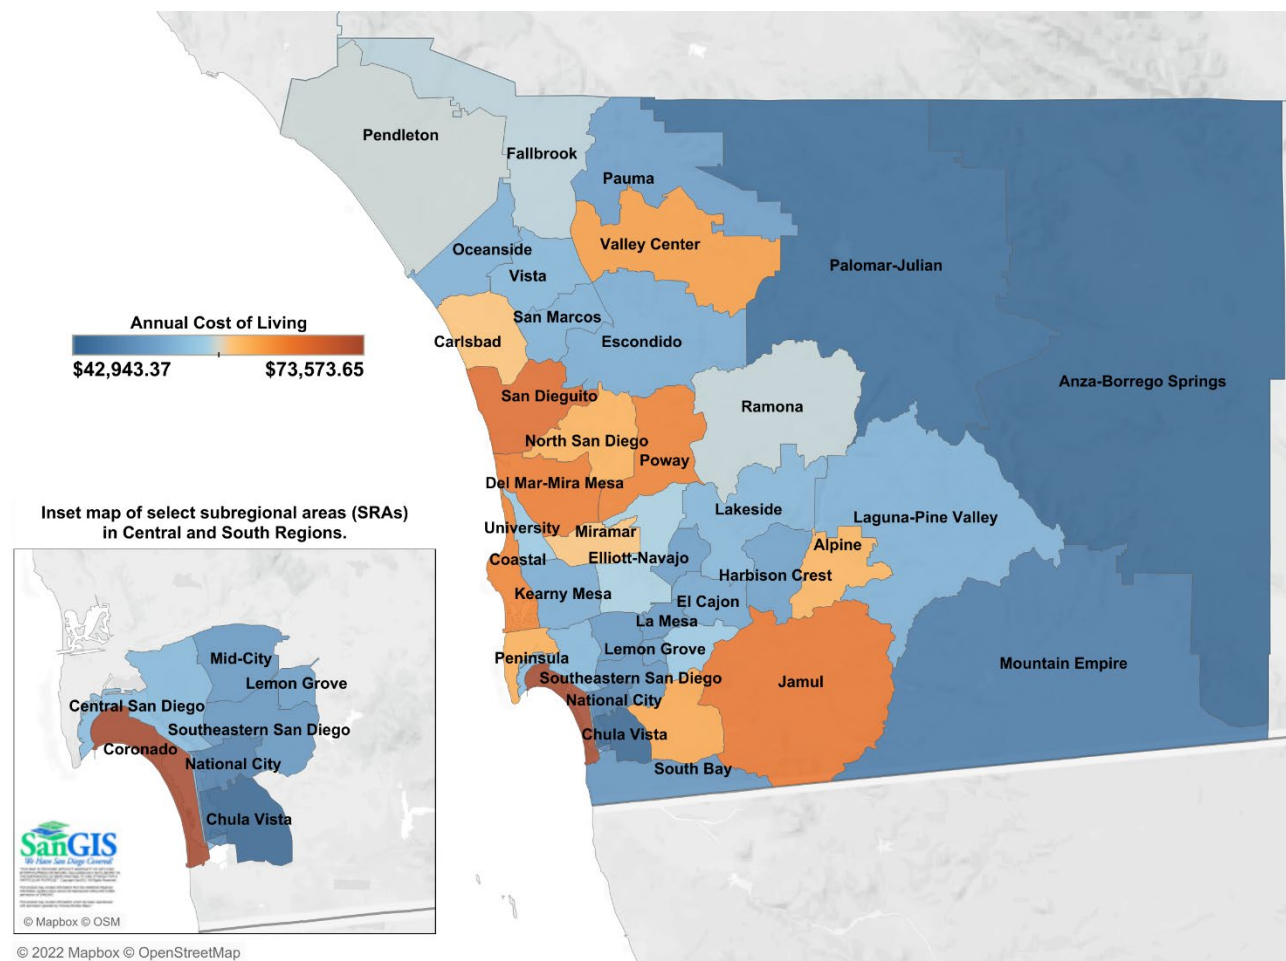 Pendleton
Fallbrook
Pauma
Oceanside
Valley Center
Vista
Palomar-Julian
Annual Cost of Living
$42,943.37 $73,573.65
San Marcos
Carlsbad
Escondido
Anza-Borrego Springs
San Dieguito
Ramona
North San Diego
Poway
Del Mar-Mira Mesa
Lakeside
Laguna-Pine Valley
University
Miramar
Alpine
Elliott-Navajo
Coastal
Harbison Crest
Kearny Mesa
El Cajon
La Mesa
Lemon Grove
Peninsula
Mountain Empire
Southeastern San Diego
Jamul
National City
Chula Vista
South Bay
Inset map of select subregional areas (SRAs)
in Central and South Regions.
Mid-City
Lemon Grove
Central San Diego
Southeastern San Diego
Coronado
National City
Chula Vista
SanGIS
We Have San Diego Covered!
© Mapbox © OSM
© 2022 Mapbox © OpenStreetMap